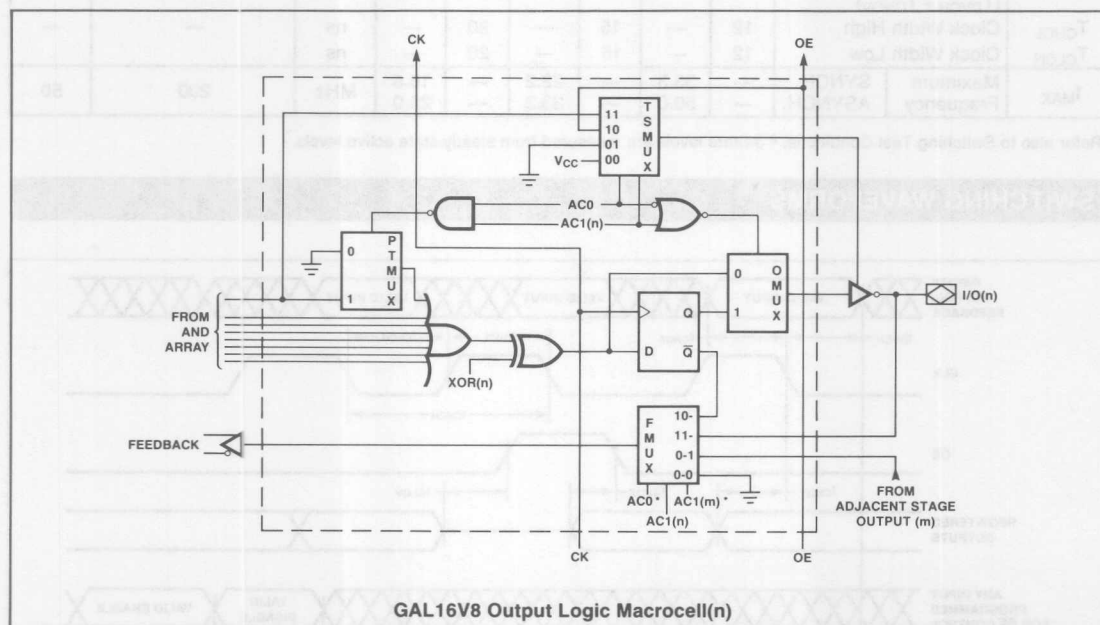 CK
OE
T
S
M
U
X
11
10
01
00
VCC
AC0
AC1(n)
P
T
M
U
X
0
1
O
M
U
X
0
1
I/O(n)
FROM
AND
ARRAY
Q
D
Q
XOR(n)
FEEDBACK
F
M
U
X
10-
11-
0-1
0-0
AC0*
AC1(n)
AC1(m)*
FROM
ADJACENT STAGE
OUTPUT (m)
CK
OE
GAL16V8 Output Logic Macrocell(n)